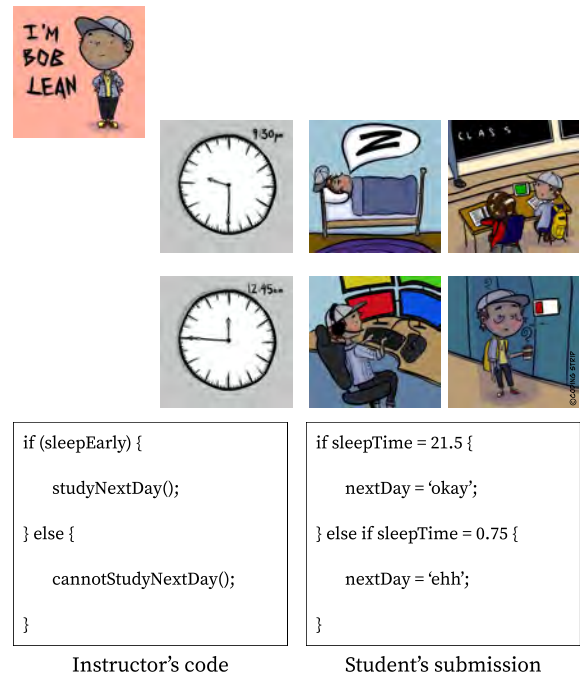 I'M
BOB
LEAN
9:30pm
Z
CLASS
12:45am
©CODING STRIP
if (sleepEarly) {
studyNextDay();
} else {
cannotStudyNextDay();
}
Instructor’s code
if sleepTime = 21.5 {
nextDay = ‘okay’;
} else if sleepTime = 0.75 {
nextDay = ‘ehh’;
}
Student’s submission